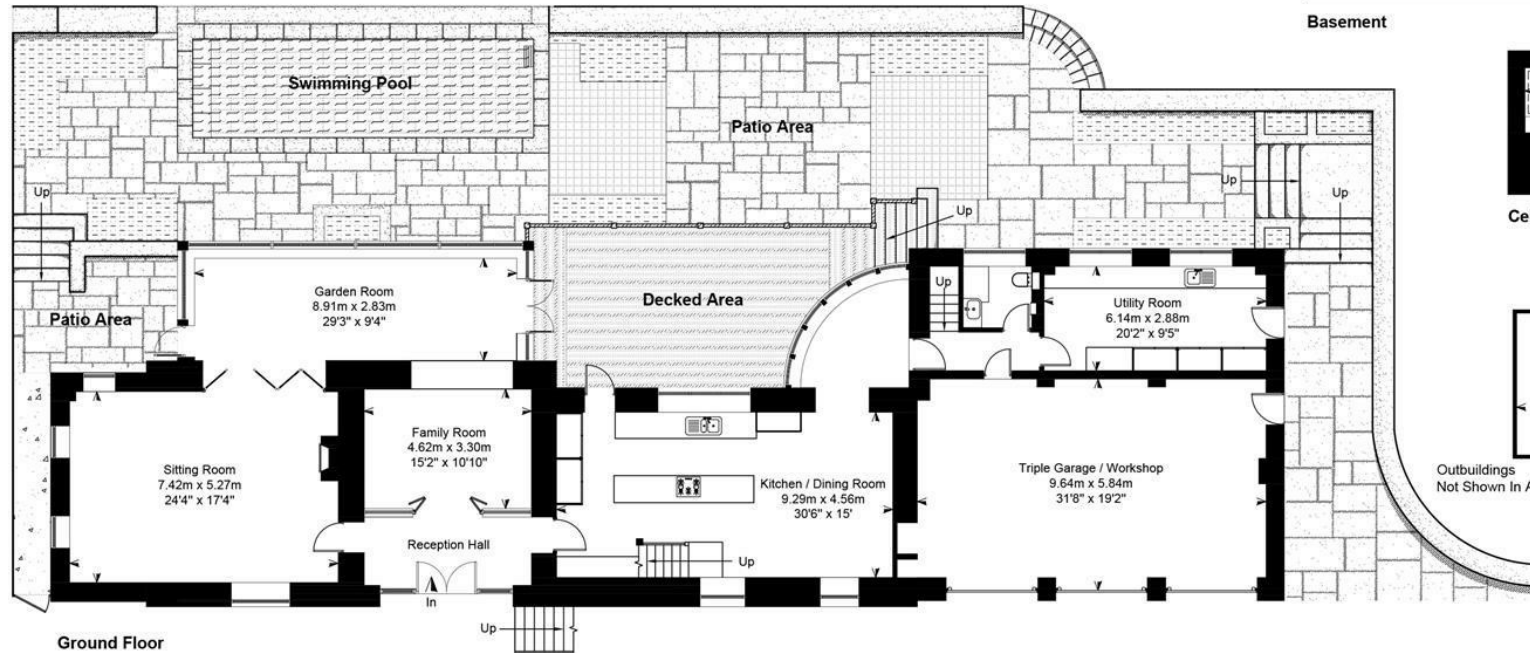 Basement
Swimming Pool
Patio Area
Up
Up
Up
Up
Ce
Garden Room
8.91m x 2.83m
29'3" x 9'4"
Decked Area
Up
Utility Room
6.14m x 2.88m
20'2" x 9'5"
Patio Area
Family Room
4.62m x 3.30m
15'2" x 10'10"
Sitting Room
7.42m x 5.27m
24'4" x 17'4"
Kitchen / Dining Room
9.29m x 4.56m
30'6" x 15'
Triple Garage / Workshop
9.64m x 5.84m
31'8" x 19'2"
Outbuildings
Not Shown In A
Reception Hall
Up
In
Up
Ground Floor